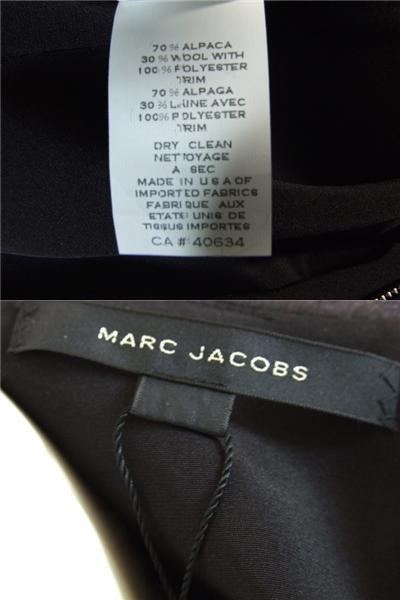 70% ALPACA
30% WOOL WITH
100% POLYESTER
TRIM
70% ALPAGA
30% LAINE AVEC
100% POLYESTER
TRIM
DRY CLEAN
NETTOYAGE
A SEC
MADE IN U S A OF
IMPORTED FABRICS
FABRIQUE AUX
ETATS UNIS DE
TISSUS IMPORTES
CA # 40634
MARC JACOBS